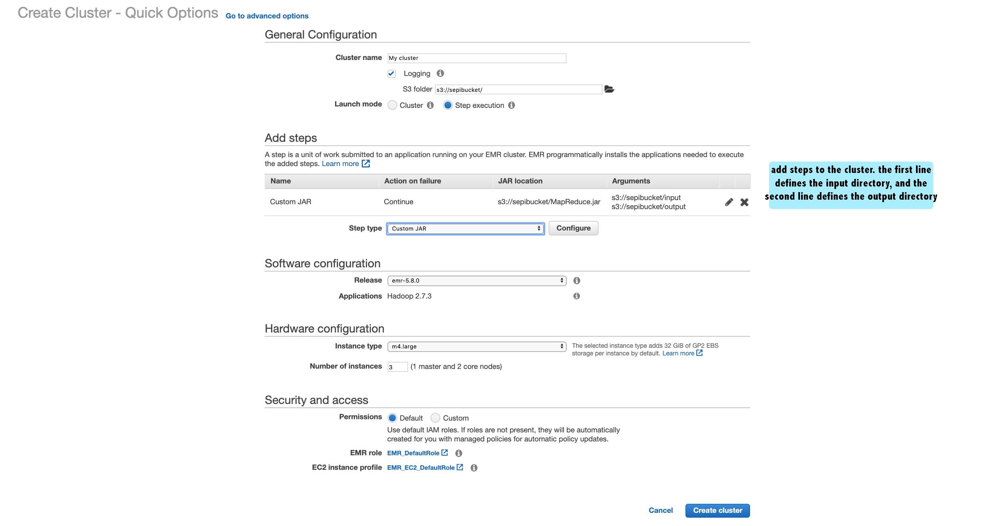 Create Cluster - Quick Options Go to advanced options
General Configuration
Cluster name My cluster
Logging
S3 folder s3://sepibucket/
Launch mode Cluster Step execution
Add steps
A step is a unit of work submitted to an application running on your EMR cluster. EMR programmatically installs the applications needed to execute
the added steps. Learn more
Name Action on failure JAR location Arguments
Custom JAR Continue s3://sepibucket/MapReduce.jar s3://sepibucket/input
s3://sepibucket/output
add steps to the cluster. the first line
defines the input directory, and the
second line defines the output directory
Step type Custom JAR Configure
Software configuration
Release emr-5.8.0
Applications Hadoop 2.7.3
Hardware configuration
Instance type m4.large The selected instance type adds 32 GiB of GP2 EBS
storage per instance by default. Learn more
Number of instances 3 (1 master and 2 core nodes)
Security and access
Permissions Default Custom
Use default IAM roles. If roles are not present, they will be automatically
created for you with managed policies for automatic policy updates.
EMR role EMR_DefaultRole
EC2 instance profile EMR_EC2_DefaultRole
Cancel Create cluster